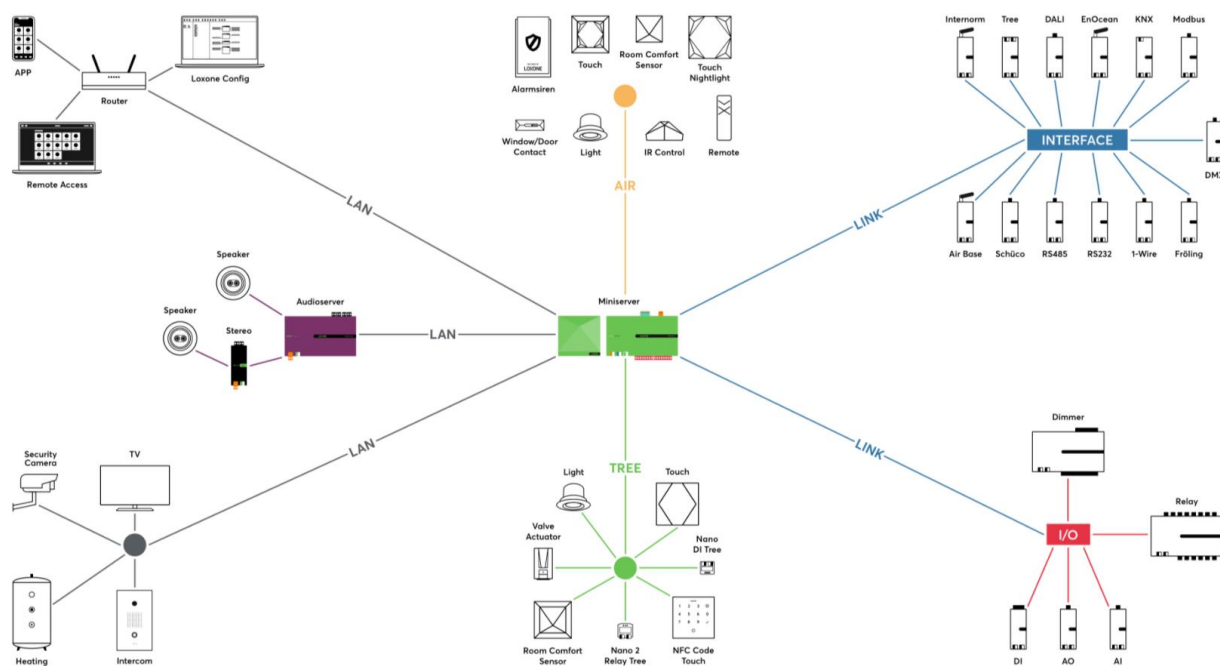 APP
Router
Loxone Config
Remote Access
LAN
Alarmsiren
LOXONE
Touch
Room Comfort
Sensor
Touch
Nightlight
Window/Door
Contact
Light
IR Control
Remote
AIR
Internorm
Tree
DALI
EnOcean
KNX
Modbus
INTERFACE
Air Base
Schüco
RS485
RS232
1-Wire
Fröling
LINK
Speaker
Speaker
Stereo
Audioserver
LAN
Miniserver
LAN
Security
Camera
TV
Heating
Intercom
TREE
Light
Touch
Valve
Actuator
Nano
DI Tree
Room Comfort
Sensor
Nano 2
Relay Tree
NFC Code
Touch
LINK
Dimmer
Relay
I/O
DI
AO
AI